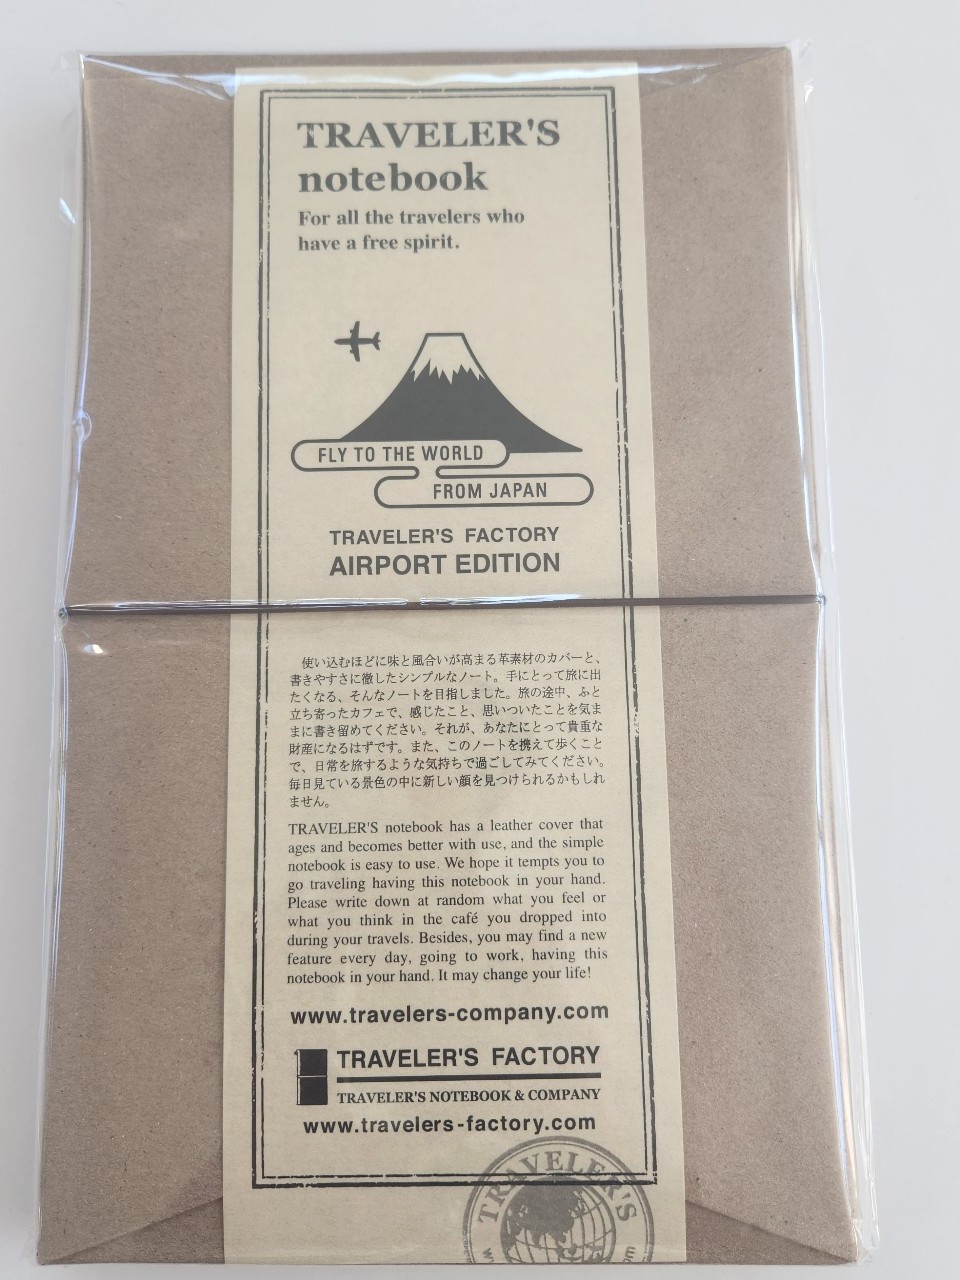 TRAVELER'S
notebook
For all the travelers who
have a free spirit.
FLY TO THE WORLD
FROM JAPAN
TRAVELER'S FACTORY
AIRPORT EDITION
使い込むほどに味と風合いが高まる革素材のカバーと、
書きやすさに徹したシンプルなノート。手にとって旅に出
たくなる、そんなノートを目指しました。旅の途中、ふと
立ち寄ったカフェで、感じたこと、思いついたことを気ま
まに書き留めてください。それが、あなたにとって貴重な
財産になるはずです。また、このノートを携えて歩くこと
で、日常を旅するような気持ちで過ごしてみてください。
毎日見ている景色の中に新しい顔を見つけられるかもしれ
ません。
TRAVELER'S notebook has a leather cover that
ages and becomes better with use, and the simple
notebook is easy to use. We hope it tempts you to
go traveling having this notebook in your hand.
Please write down at random what you feel or
what you think in the café you dropped into
during your travels. Besides, you may find a new
feature every day, going to work, having this
notebook in your hand. It may change your life!
www.travelers-company.com
TRAVELER'S FACTORY
TRAVELER'S NOTEBOOK & COMPANY
www.travelers-factory.com
TRAVELER'S